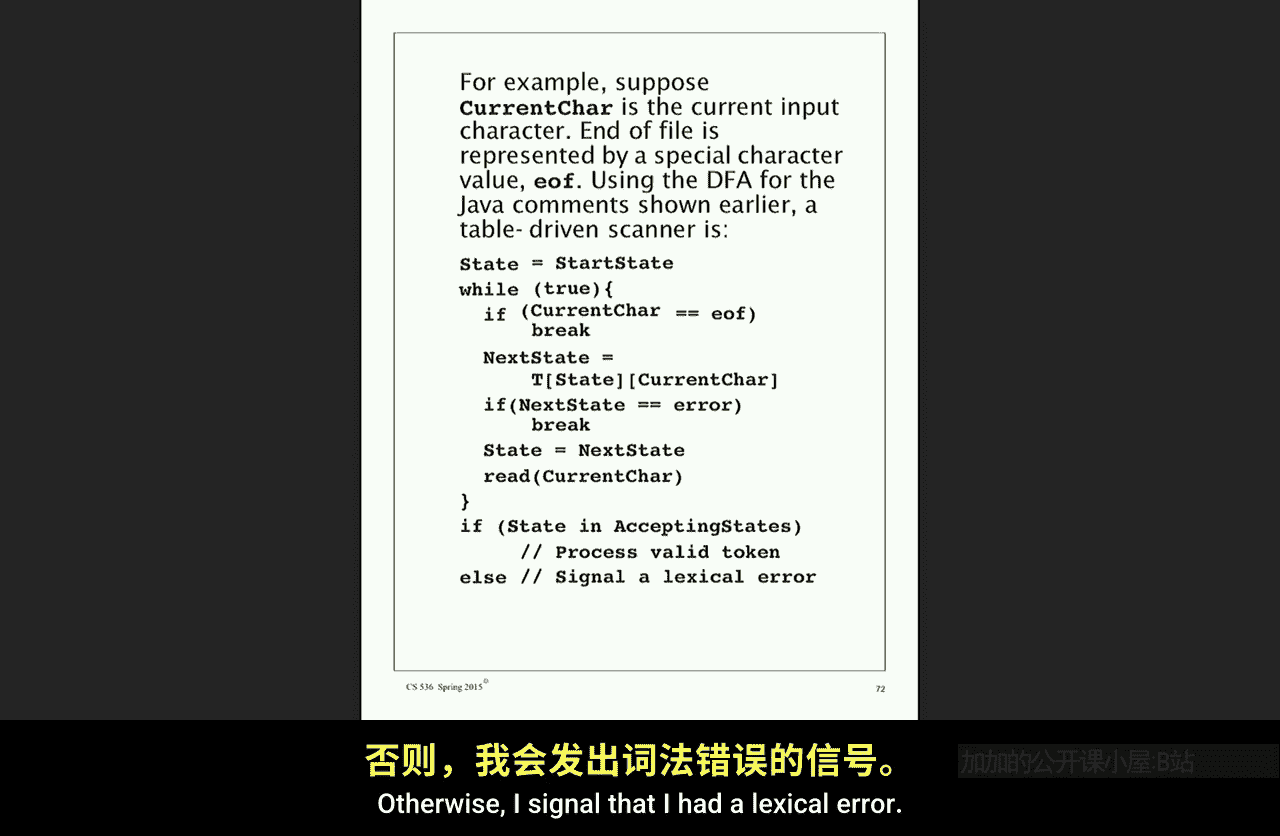 For example, suppose
CurrentChar is the current input
character. End of file is
represented by a special character
value, eof. Using the DFA for the
Java comments shown earlier, a
table- driven scanner is:
State = StartState
while (true){
if (CurrentChar == eof)
break
NextState =
T[State][CurrentChar]
if(NextState == error)
break
State = NextState
read(CurrentChar)
}
if (State in AcceptingStates)
// Process valid token
else // Signal a lexical error
CS 536 Spring 2015©
72
否则，我会发出词法错误的信号。
加加的公开课小屋:B站
Otherwise, I signal that I had a lexical error.